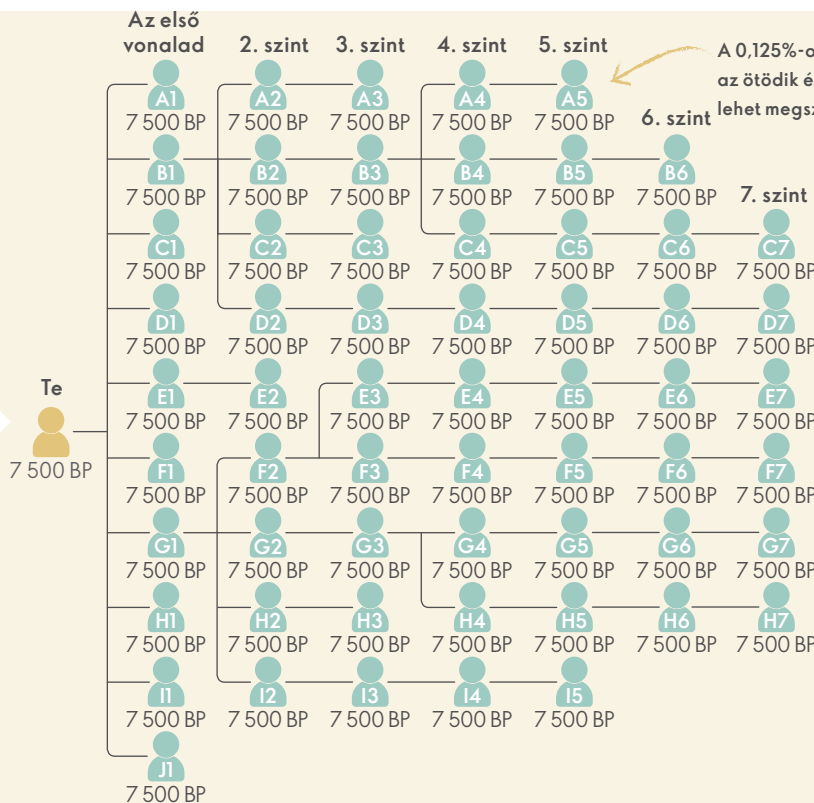 Az első
vonalad 2. szint 3. szint 4. szint 5. szint
A 0,125%-o
az ötödik é
lehet megsz
6. szint
7. szint
A1 A2 A3 A4 A5
7 500 BP 7 500 BP 7 500 BP 7 500 BP 7 500 BP
B1 B2 B3 B4 B5 B6
7 500 BP 7 500 BP 7 500 BP 7 500 BP 7 500 BP 7 500 BP
C1 C2 C3 C4 C5 C6 C7
7 500 BP 7 500 BP 7 500 BP 7 500 BP 7 500 BP 7 500 BP 7 500 BP
D1 D2 D3 D4 D5 D6 D7
7 500 BP 7 500 BP 7 500 BP 7 500 BP 7 500 BP 7 500 BP 7 500 BP
Te
7 500 BP
E1 E2 E3 E4 E5 E6 E7
7 500 BP 7 500 BP 7 500 BP 7 500 BP 7 500 BP 7 500 BP 7 500 BP
F1 F2 F3 F4 F5 F6 F7
7 500 BP 7 500 BP 7 500 BP 7 500 BP 7 500 BP 7 500 BP 7 500 BP
G1 G2 G3 G4 G5 G6 G7
7 500 BP 7 500 BP 7 500 BP 7 500 BP 7 500 BP 7 500 BP 7 500 BP
H1 H2 H3 H4 H5 H6 H7
7 500 BP 7 500 BP 7 500 BP 7 500 BP 7 500 BP 7 500 BP 7 500 BP
I1 I2 I3 I4 I5
7 500 BP 7 500 BP 7 500 BP 7 500 BP 7 500 BP
J1
7 500 BP